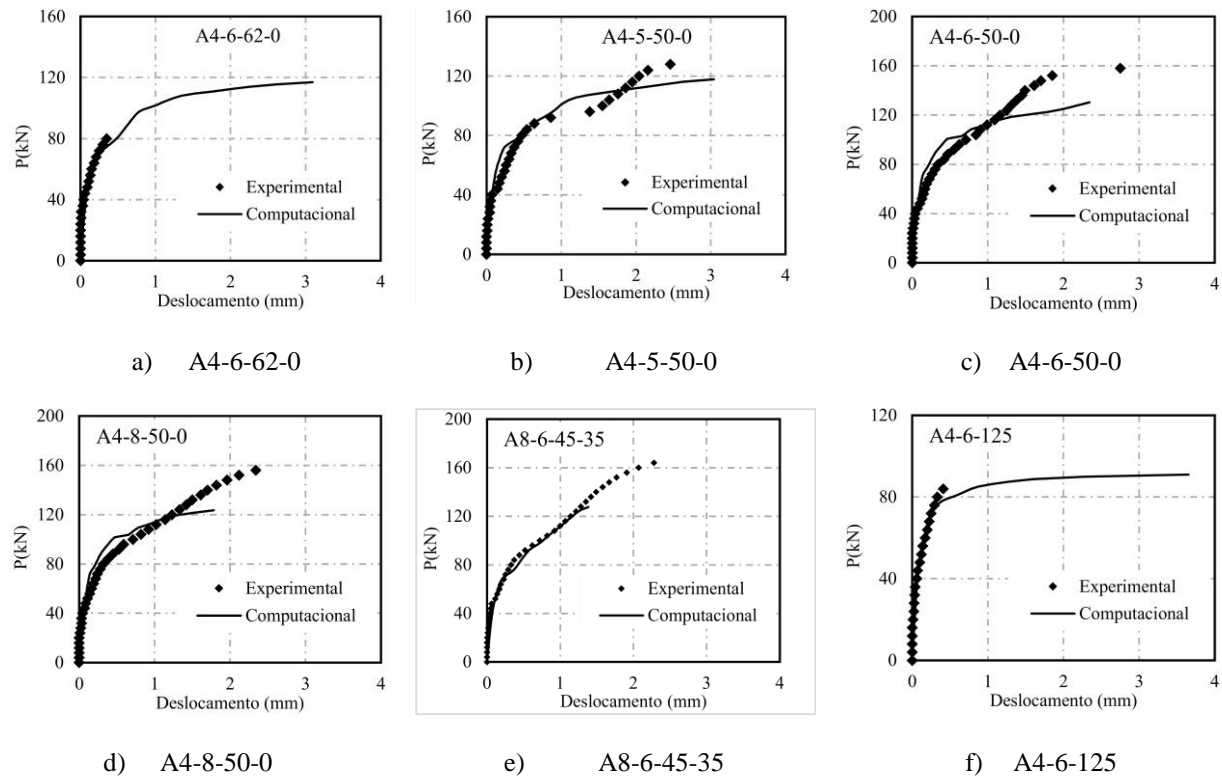 160
A4-6-62-0
120
P(kN)
80
Experimental
40
Computacional
0
0 1 2 3 4
Deslocamento (mm)
a) A4-6-62-0
160
A4-5-50-0
120
P(kN)
80
Experimental
40
Computacional
0
0 1 2 3 4
Deslocamento (mm)
b) A4-5-50-0
200
A4-6-50-0
160
120
P(kN)
80
Experimental
40
Computacional
0
0 1 2 3 4
Deslocamento (mm)
c) A4-6-50-0
200
A4-8-50-0
160
120
P(kN)
80
Experimental
40
Computacional
0
0 1 2 3 4
Deslocamento (mm)
d) A4-8-50-0
200
A8-6-45-35
160
120
P(kN)
80
Experimental
40
Computacional
0
0 1 2 3 4
Deslocamento (mm)
e) A8-6-45-35
120
A4-6-125
80
P(kN)
Experimental
40
Computacional
0
0 1 2 3 4
Deslocamento (mm)
f) A4-6-125